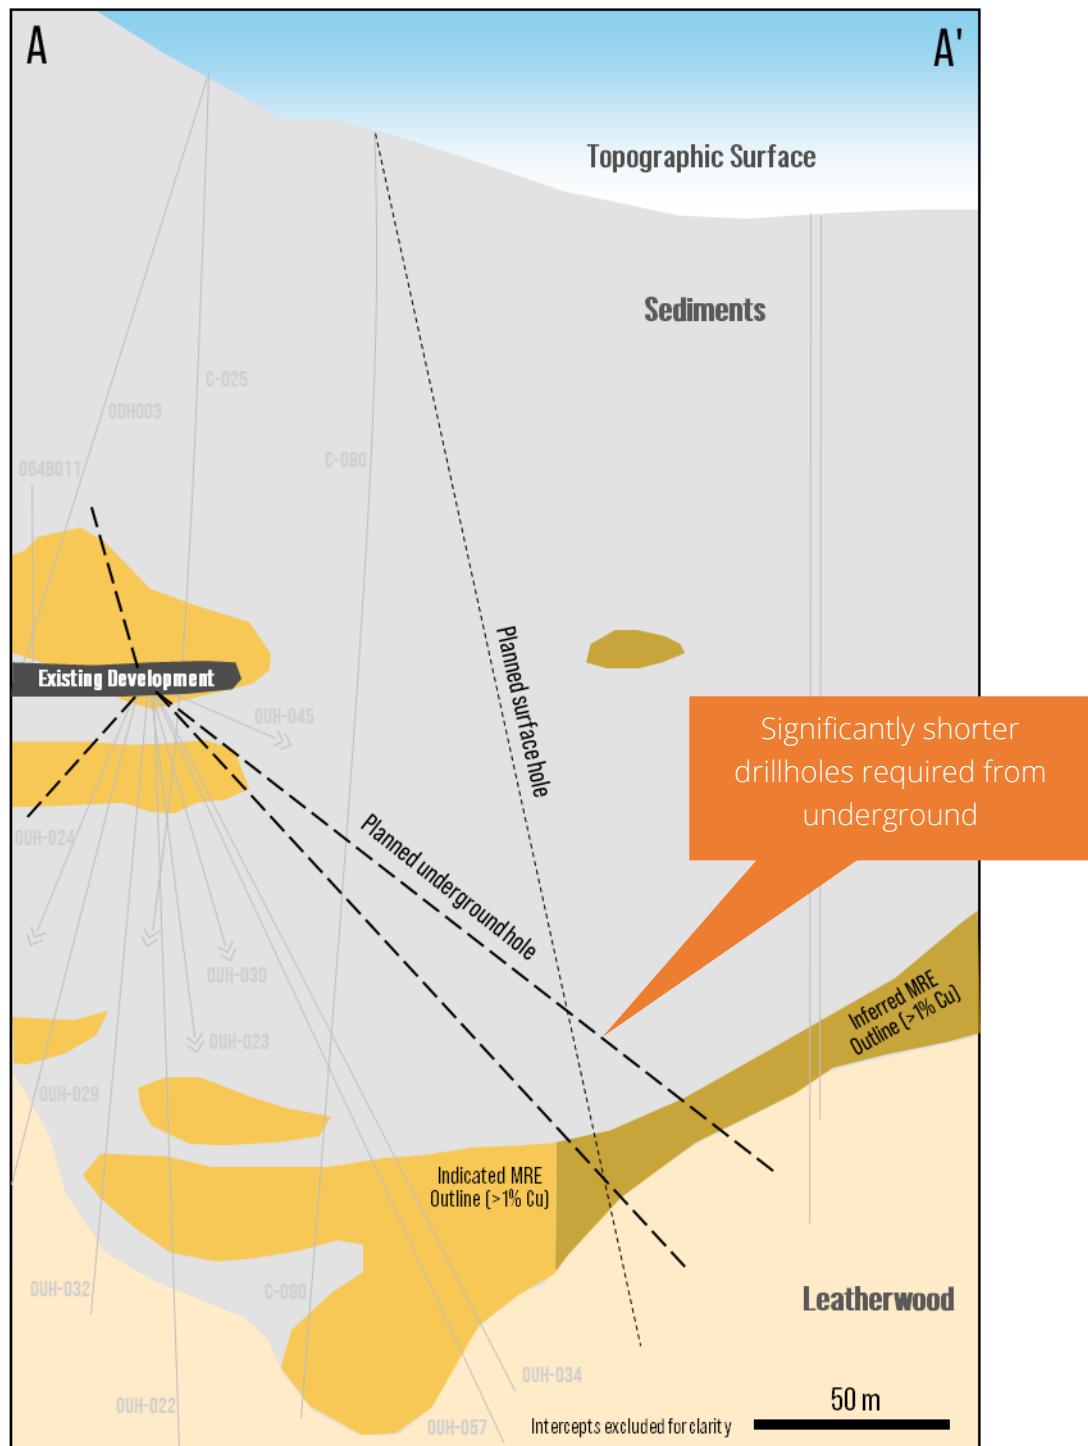 A
A'
Topographic Surface
Sediments
C-025
ODH003
C-080
064B011
Planned surface hole
Existing Development
OUH-045
Significantly shorter
drillholes required from
underground
Planned underground hole
OUH-024
OUH-030
OUH-023
Inferred MRE
Outline (>1% Cu)
OUH-029
Indicated MRE
Outline (>1% Cu)
OUH-032
C-080
Leatherwood
OUH-034
OUH-022
OUH-057
50 m
Intercepts excluded for clarity